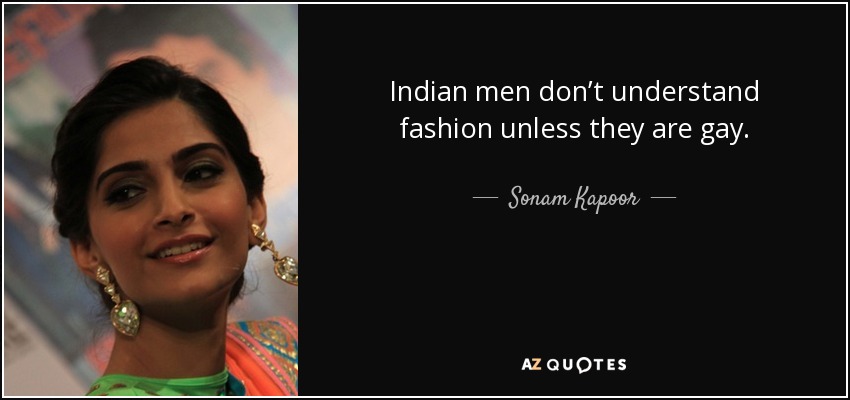 Indian men don’t understand
fashion unless they are gay.
Sonam Kapoor
AZ QUOTES